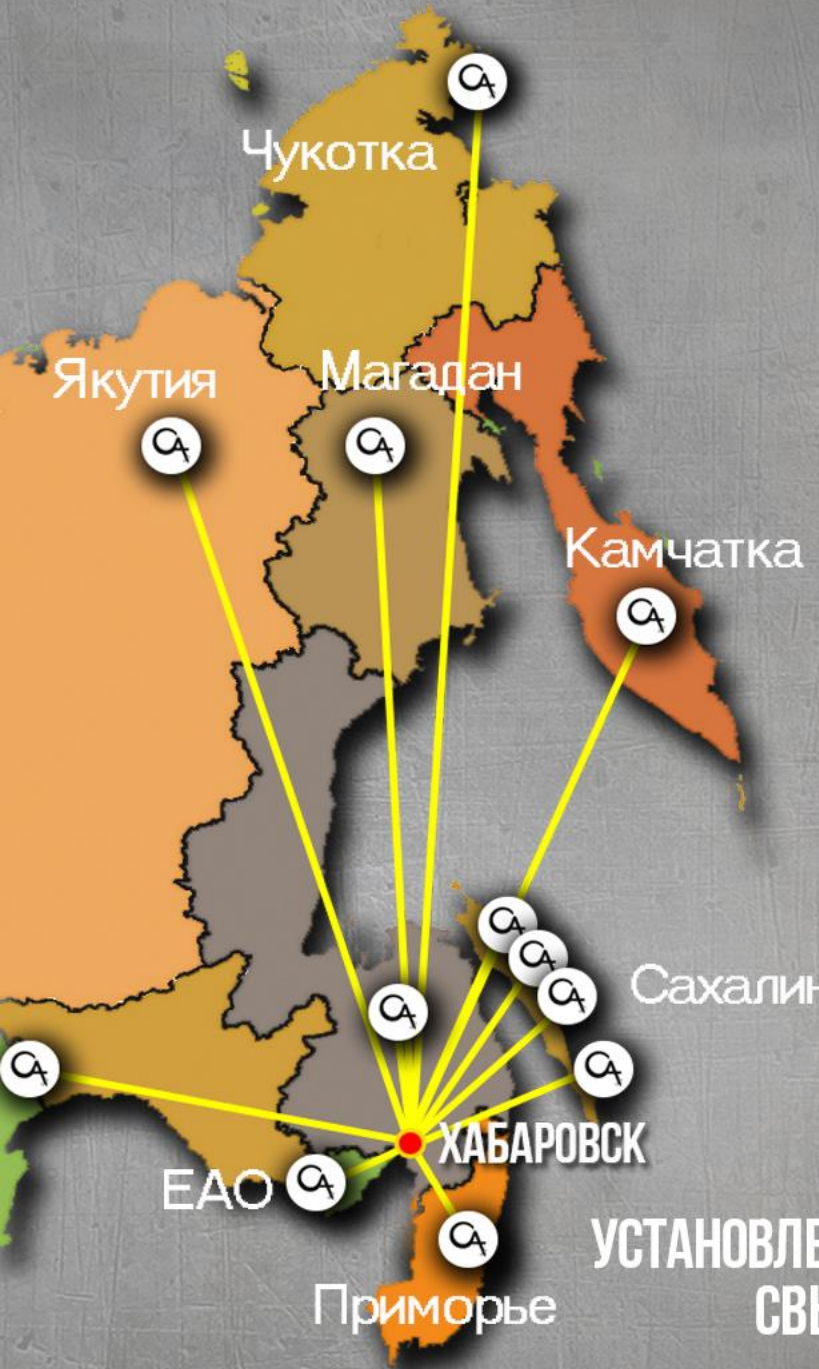 Чукотка
Якутия
Магадан
Камчатка
Сахалин
ХАБАРОВСК
ЕАО
Приморье